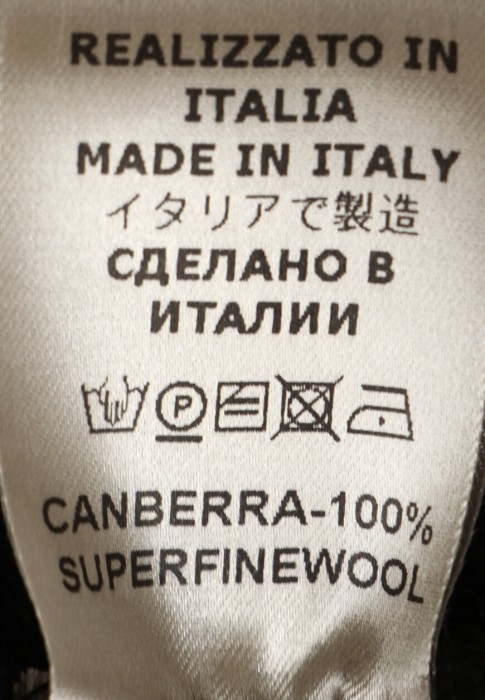 REALIZZATO IN
ITALIA
MADE IN ITALY
イタリアで製造
СДЕЛАНО В
ИТАЛИИ
P
CANBERRA-100%
SUPERFINEWOOL